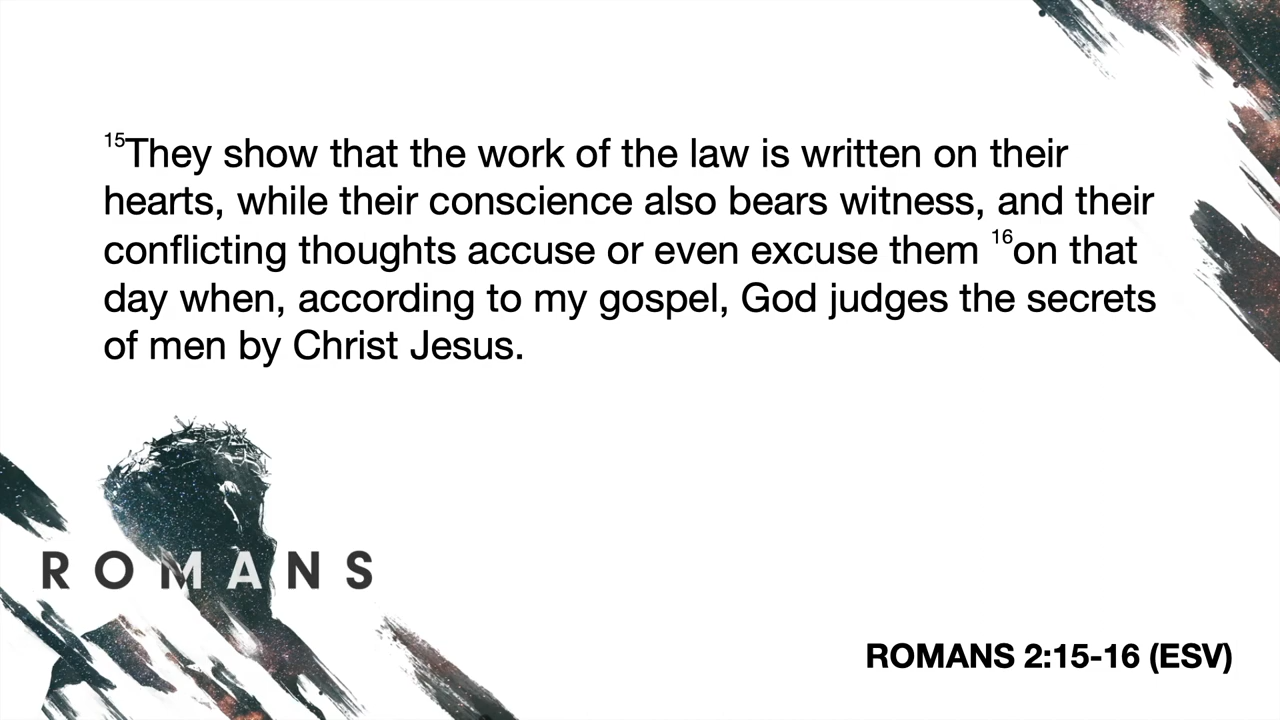 15They show that the work of the law is written on their
hearts, while their conscience also bears witness, and their
conflicting thoughts accuse or even excuse them 16on that
day when, according to my gospel, God judges the secrets
of men by Christ Jesus.
ROMANS
ROMANS 2:15-16 (ESV)